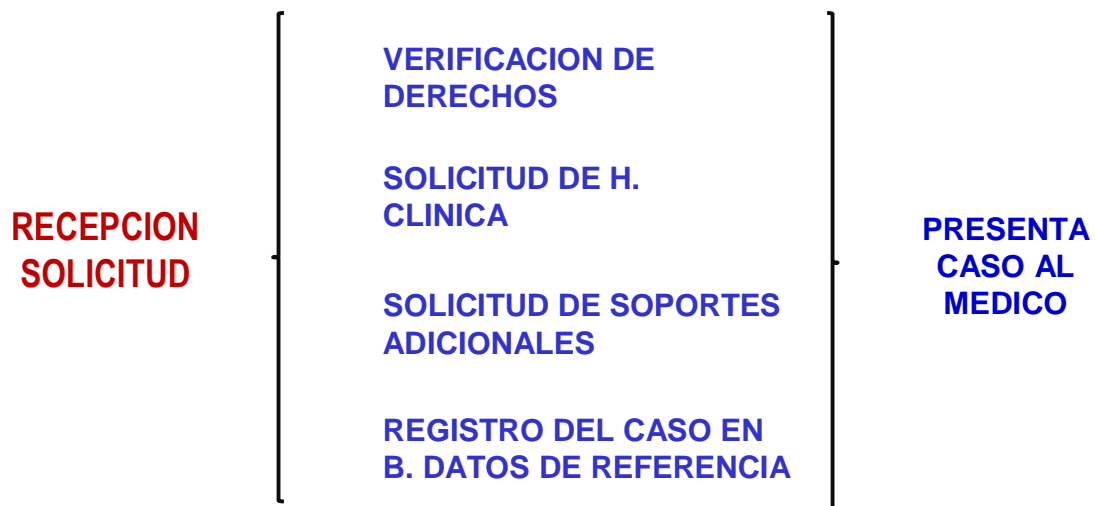 RECEPCION
SOLICITUD
VERIFICACION DE
DERECHOS
SOLICITUD DE H.
CLINICA
SOLICITUD DE SOPORTES
ADICIONALES
REGISTRO DEL CASO EN
B. DATOS DE REFERENCIA
PRESENTA
CASO AL
MEDICO